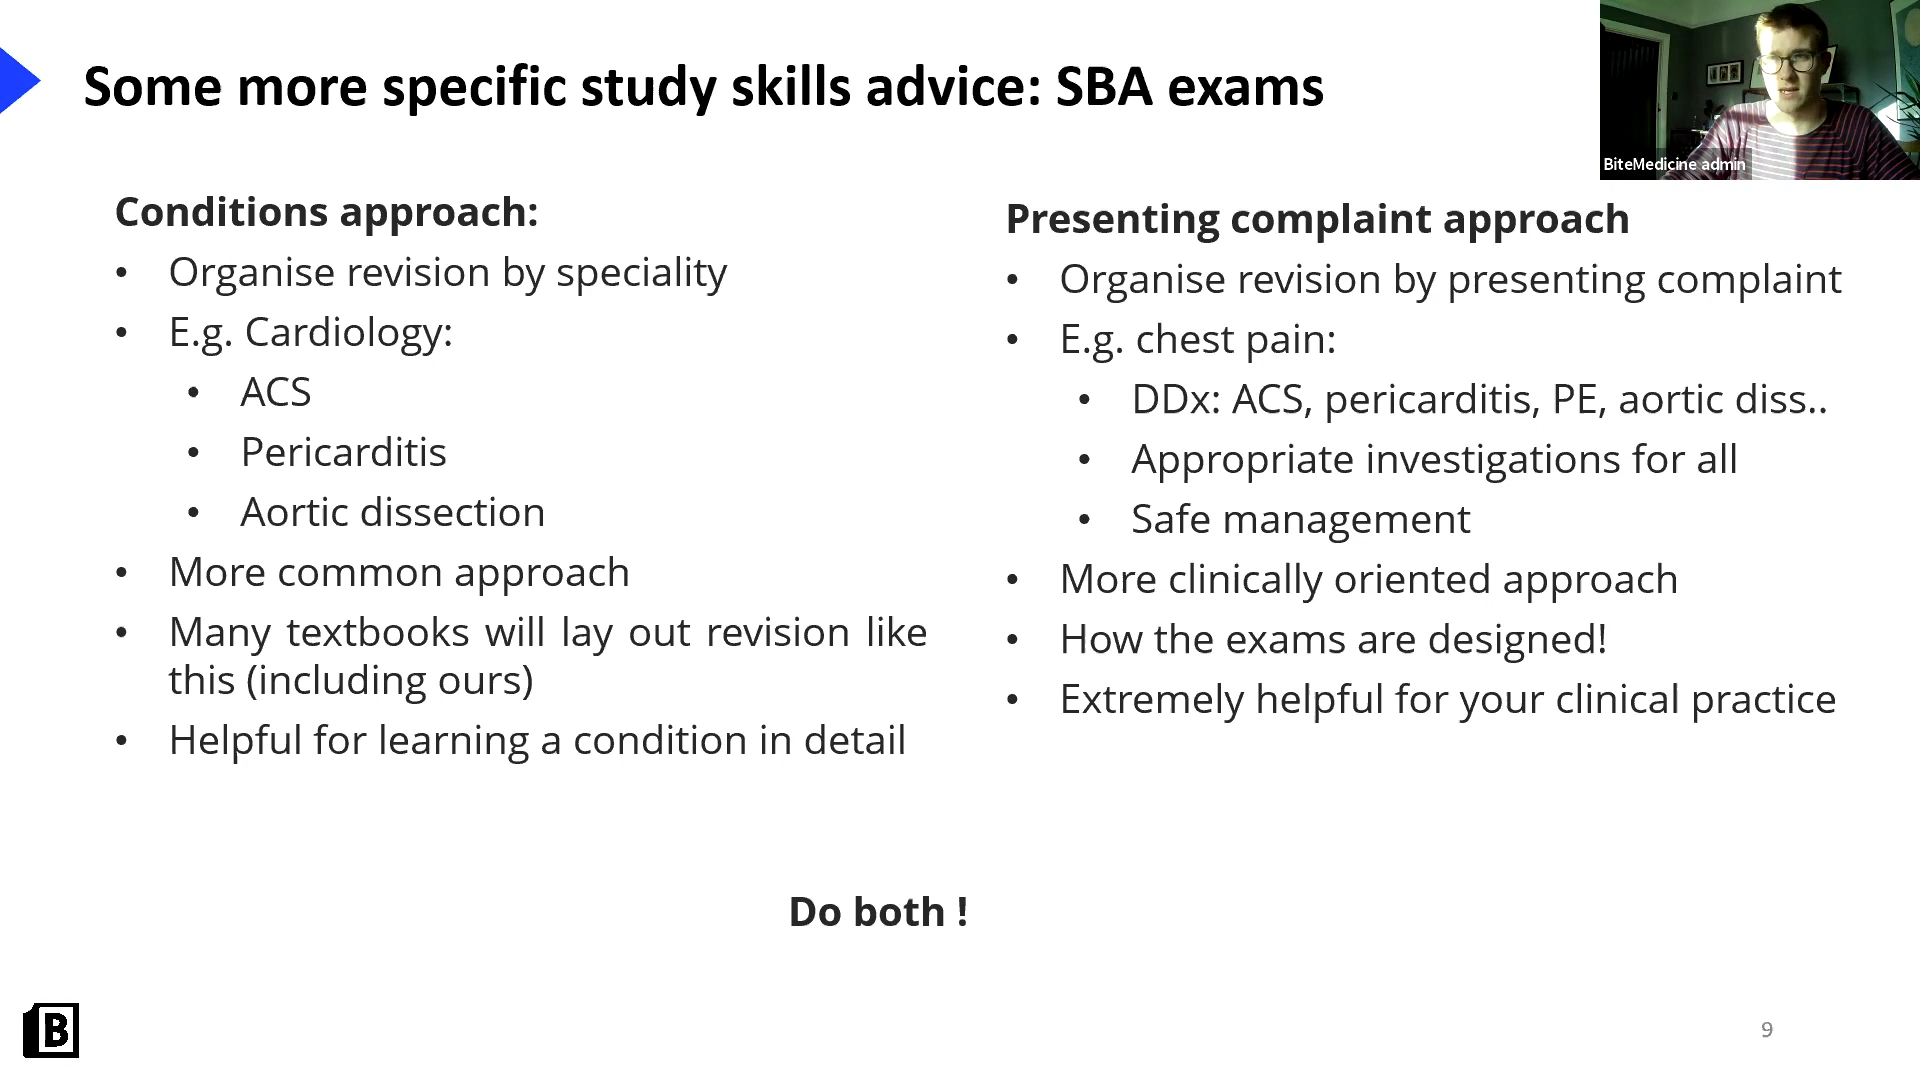 Some more specific study skills advice: SBA exams
BiteMedicine admin
Conditions approach:
• Organise revision by speciality
• E.g. Cardiology:
• ACS
• Pericarditis
• Aortic dissection
• More common approach
• Many textbooks will lay out revision like
this (including ours)
• Helpful for learning a condition in detail
Presenting complaint approach
• Organise revision by presenting complaint
• E.g. chest pain:
• DDx: ACS, pericarditis, PE, aortic diss..
• Appropriate investigations for all
• Safe management
• More clinically oriented approach
• How the exams are designed!
• Extremely helpful for your clinical practice
Do both !
B
9